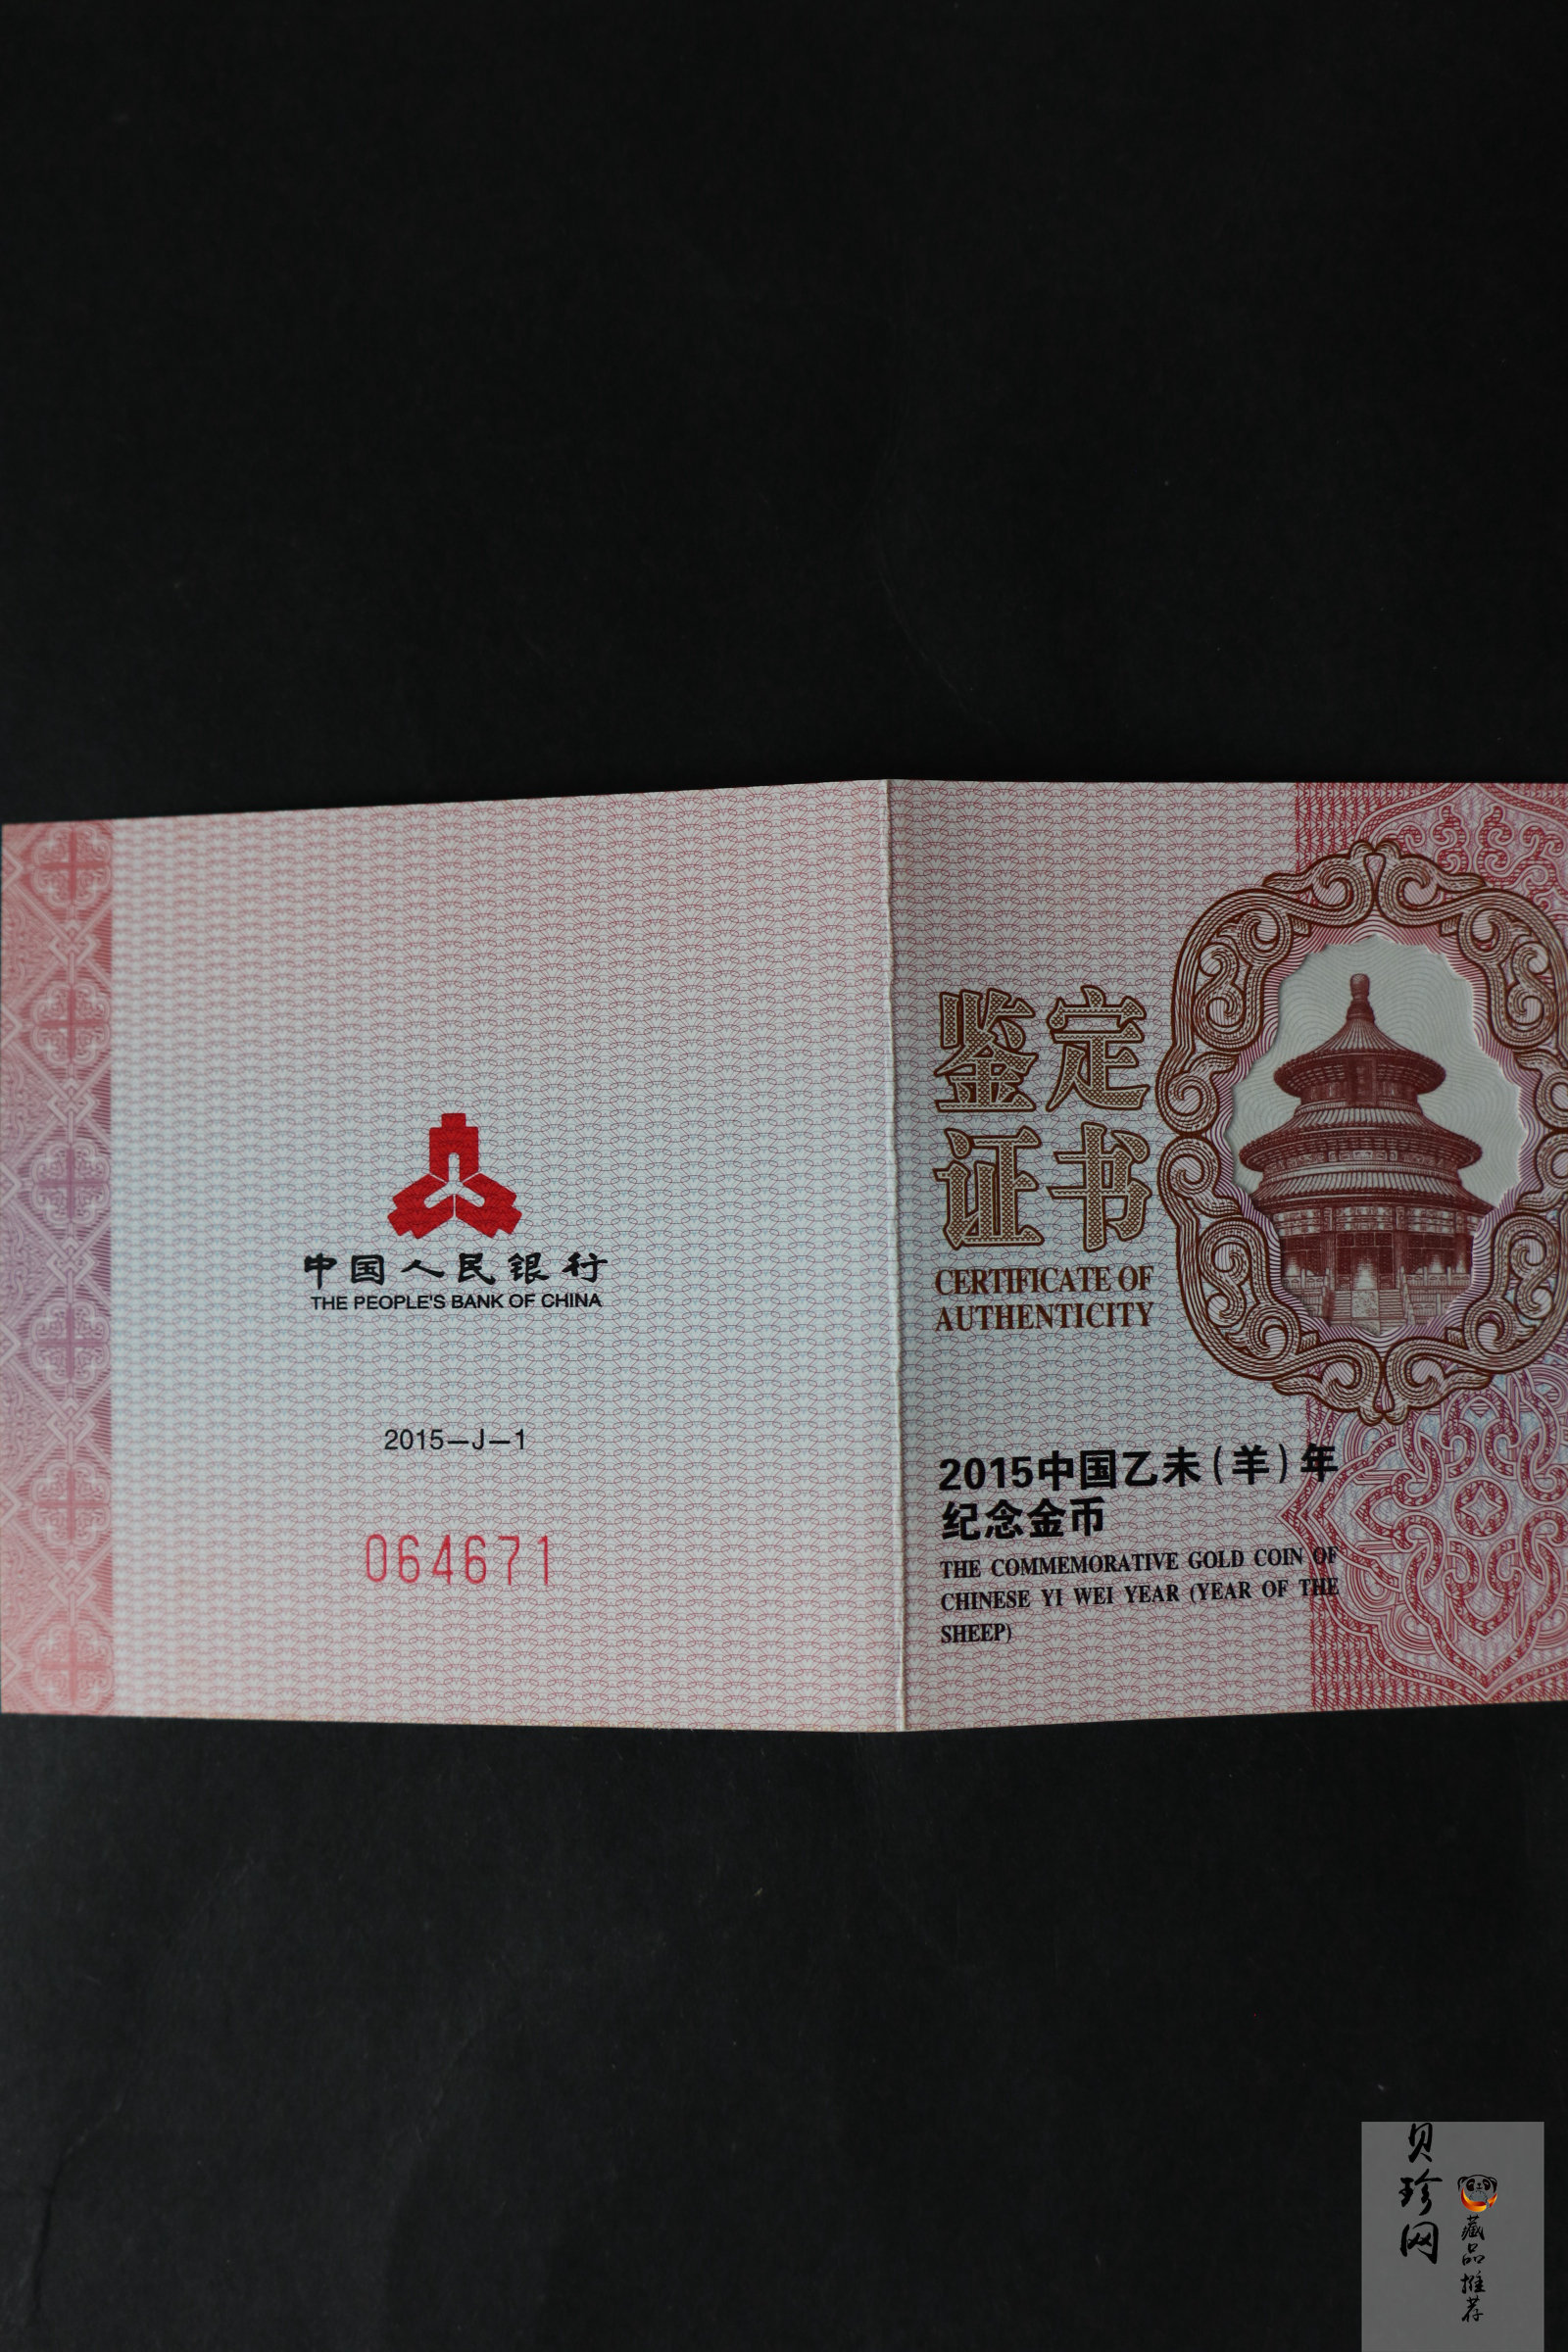 中国人民银行
THE PEOPLE'S BANK OF CHINA
2015—J—1
064671
鉴定
证书
CERTIFICATE OF
AUTHENTICITY
2015中国乙未(羊)年
纪念金币
THE COMMEMORATIVE GOLD COIN OF
CHINESE YI WEI YEAR (YEAR OF THE
SHEEP)
贝珍网
藏品推荐